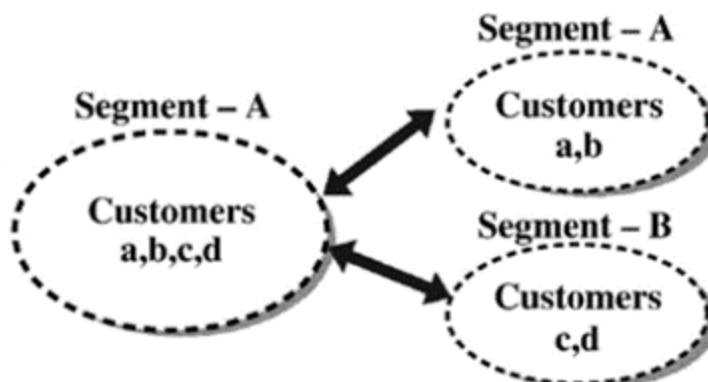 Segment – A
Customers
a,b,c,d
Segment – A
Customers
a,b
Segment – B
Customers
c,d